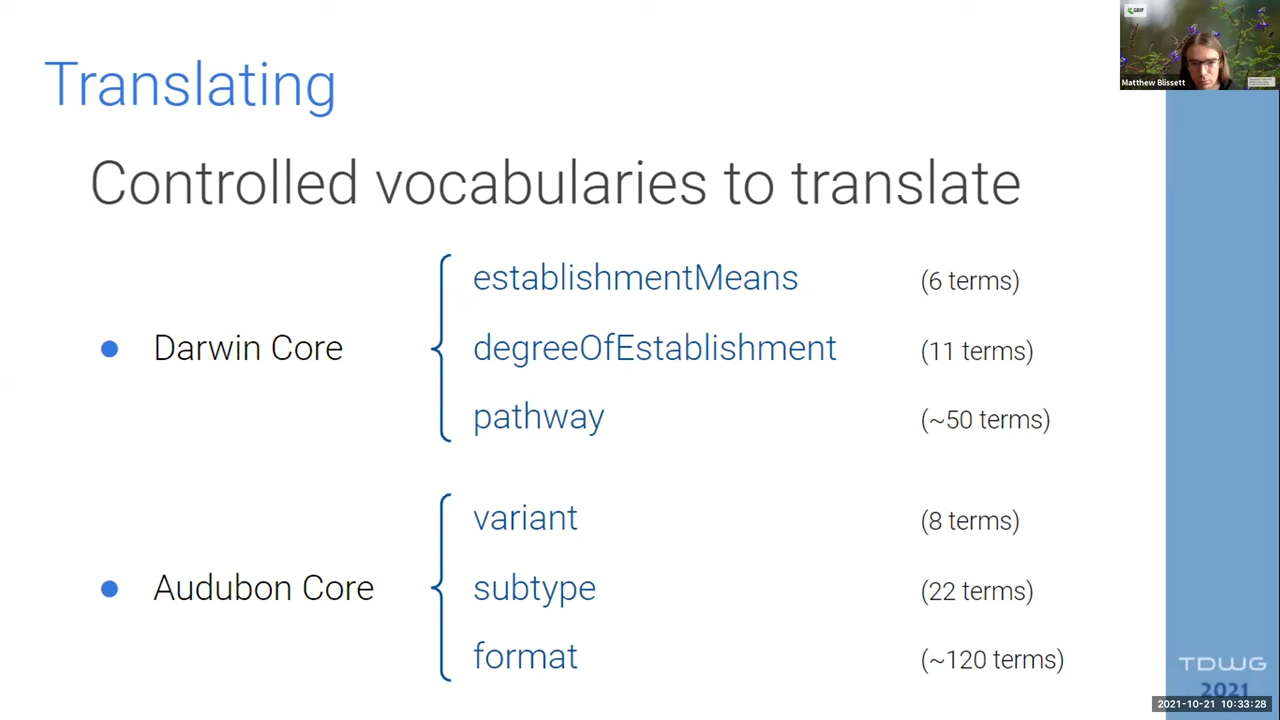 GBIF
Matthew Blissett
Translating
Controlled vocabularies to translate
establishmentMeans (6 terms)
Darwin Core degreeOfEstablishment (11 terms)
pathway (~50 terms)
variant (8 terms)
Audubon Core subtype (22 terms)
format (~120 terms)
TDWG
2021
2021-10-21 10:33:28